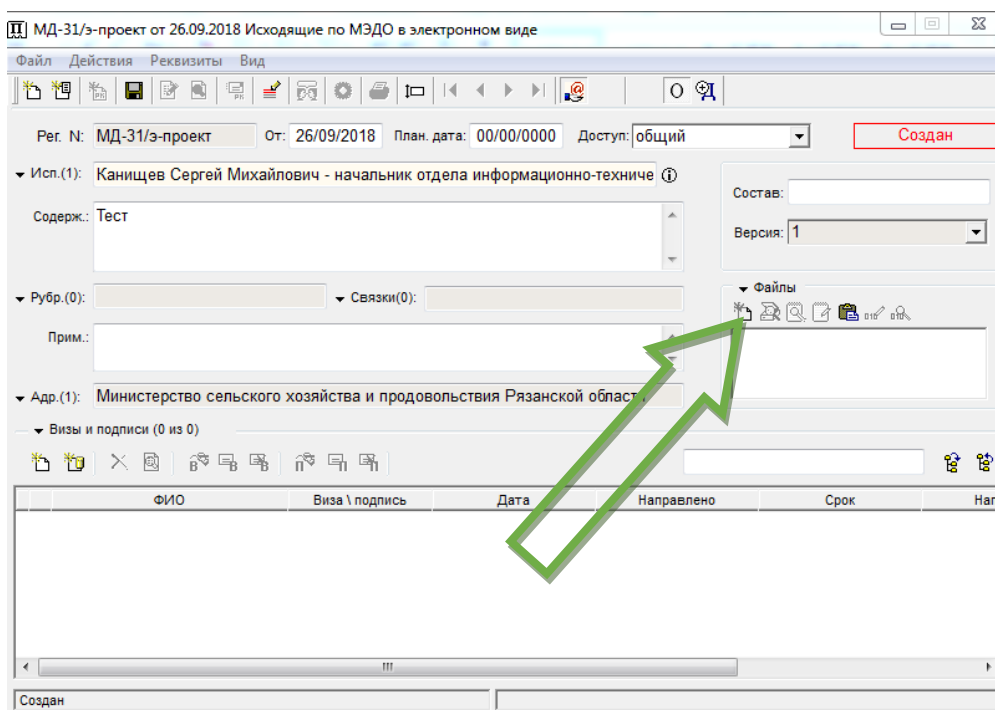 МД-31/э-проект от 26.09.2018 Исходящие по МЭДО в электронном виде
Файл Действия Реквизиты Вид
Рег. N: МД-31/э-проект От: 26/09/2018 План. дата: 00/00/0000 Доступ: общий Создан
Исп.(1): Канищев Сергей Михайлович - начальник отдела информационно-техниче
Состав:
Содерж.: Тест
Версия: 1
Рубр.(0): Связки(0):
Файлы
Прим.:
Адр.(1): Министерство сельского хозяйства и продовольствия Рязанской области
Визы и подписи (0 из 0)
ФИО Виза \ подпись Дата Направлено Срок Наг
Создан